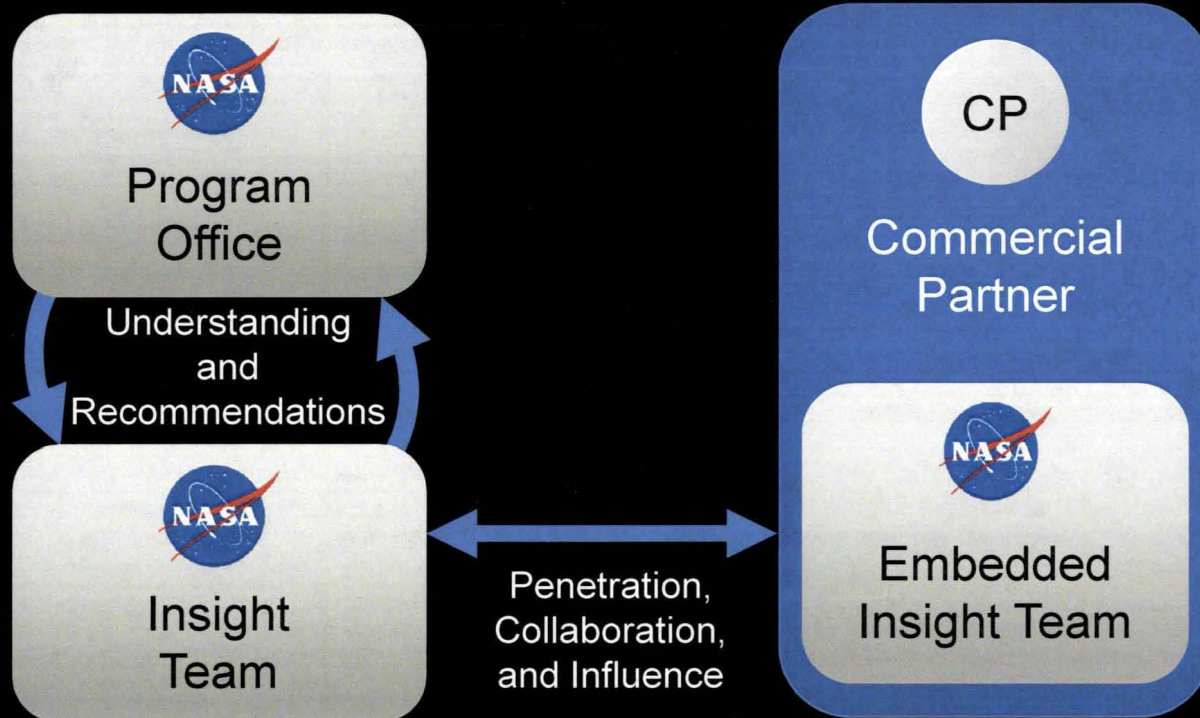 NASA
Program
Office
Understanding
and
Recommendations
NASA
Insight
Team
Penetration,
Collaboration,
and Influence
CP
Commercial
Partner
NASA
Embedded
Insight Team